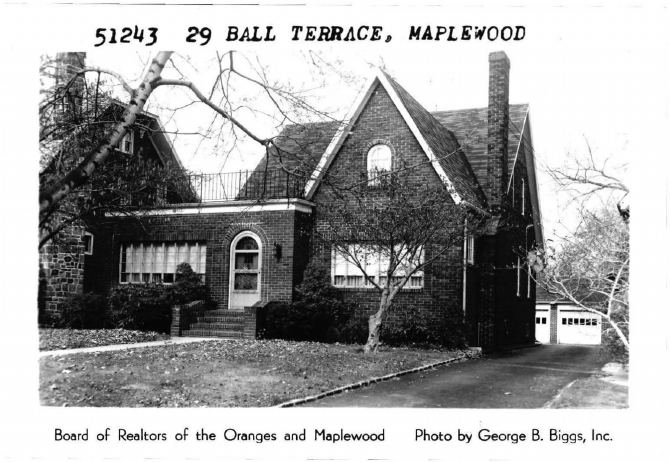 51243 29 BALL TERRACE, MAPLEWOOD
Board of Realtors of the Oranges and Maplewood Photo by George B. Biggs, Inc.